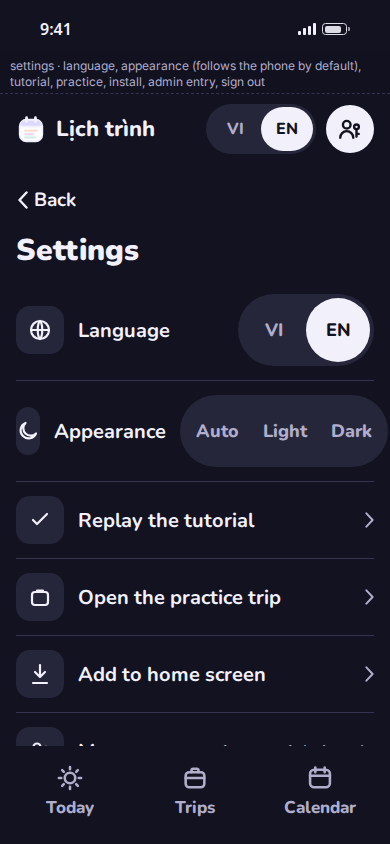 9:41
settings · language, appearance (follows the phone by default),
tutorial, practice, install, admin entry, sign out
Lịch trình
VI EN
Back
Settings
Language VI EN
Appearance Auto Light Dark
Replay the tutorial
Open the practice trip
Add to home screen
Today Trips Calendar